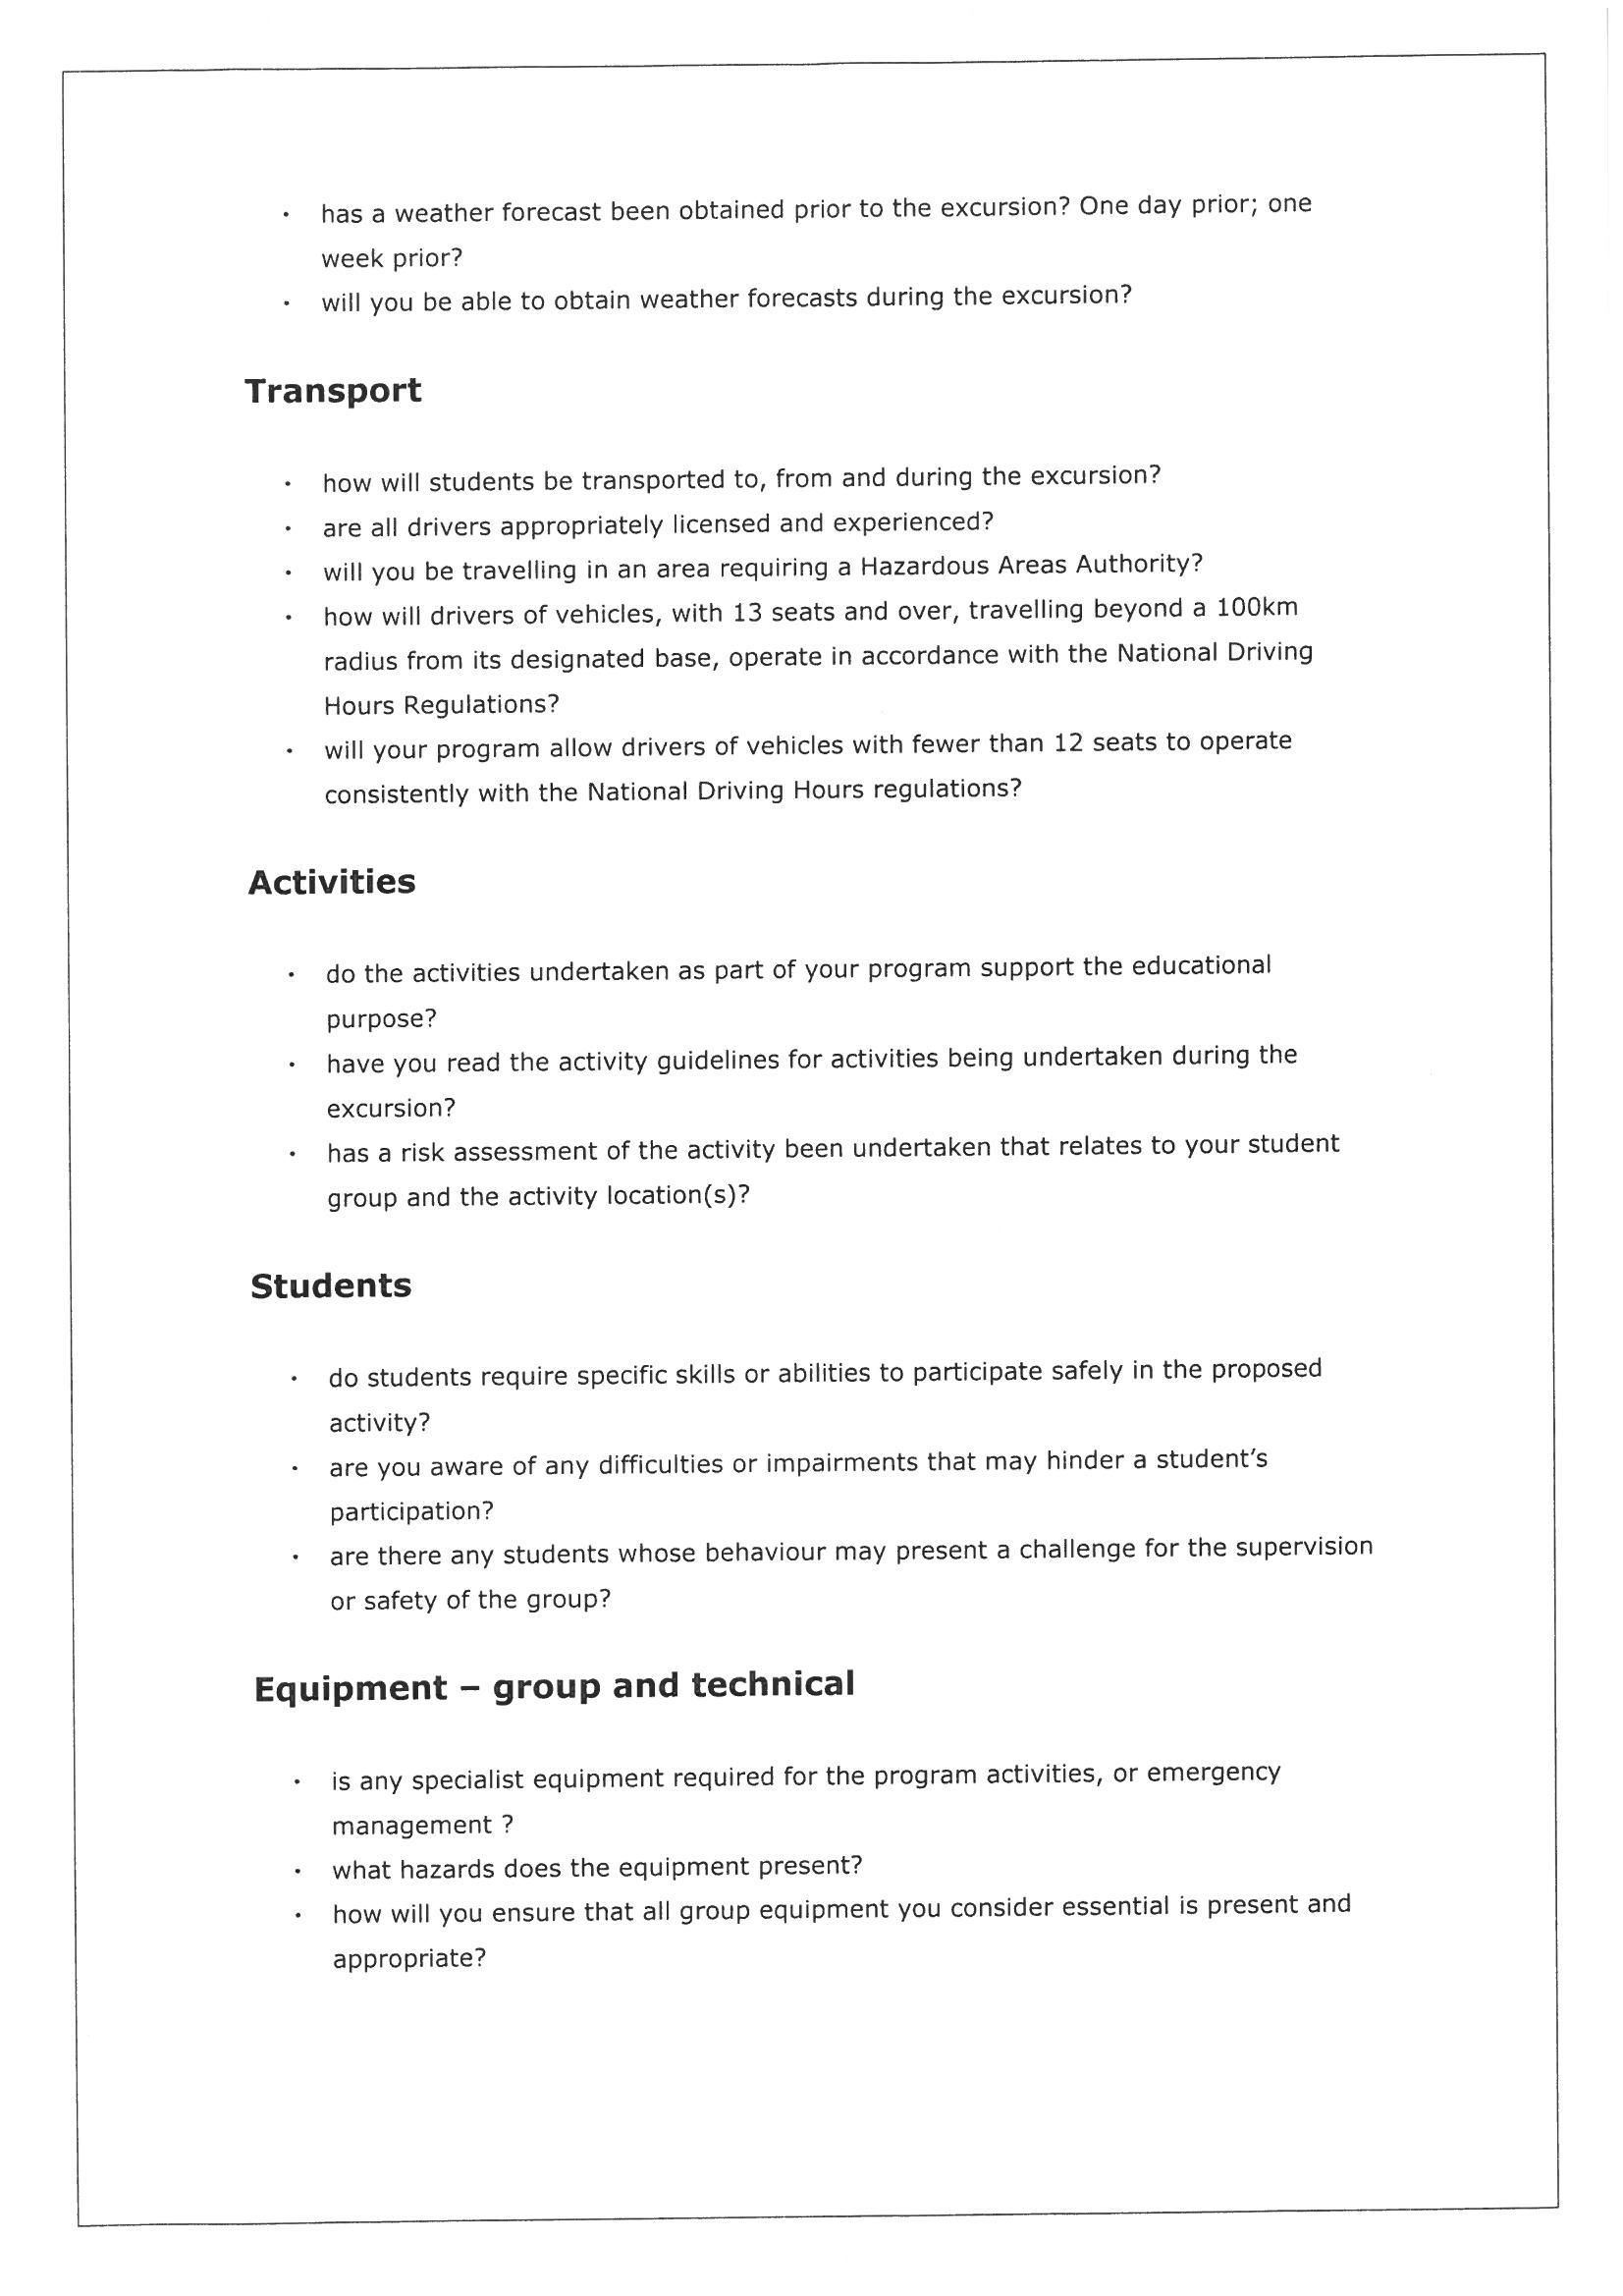 · has a weather forecast been obtained prior to the excursion? One day prior; one
week prior?
· will you be able to obtain weather forecasts during the excursion?
Transport
· how will students be transported to, from and during the excursion?
· are all drivers appropriately licensed and experienced?
· will you be travelling in an area requiring a Hazardous Areas Authority?
· how will drivers of vehicles, with 13 seats and over, travelling beyond a 100km
radius from its designated base, operate in accordance with the National Driving
Hours Regulations?
· will your program allow drivers of vehicles with fewer than 12 seats to operate
consistently with the National Driving Hours regulations?
Activities
· do the activities undertaken as part of your program support the educational
purpose?
· have you read the activity guidelines for activities being undertaken during the
excursion?
· has a risk assessment of the activity been undertaken that relates to your student
group and the activity location(s)?
Students
· do students require specific skills or abilities to participate safely in the proposed
activity?
· are you aware of any difficulties or impairments that may hinder a student’s
participation?
· are there any students whose behaviour may present a challenge for the supervision
or safety of the group?
Equipment – group and technical
· is any specialist equipment required for the program activities, or emergency
management ?
· what hazards does the equipment present?
· how will you ensure that all group equipment you consider essential is present and
appropriate?